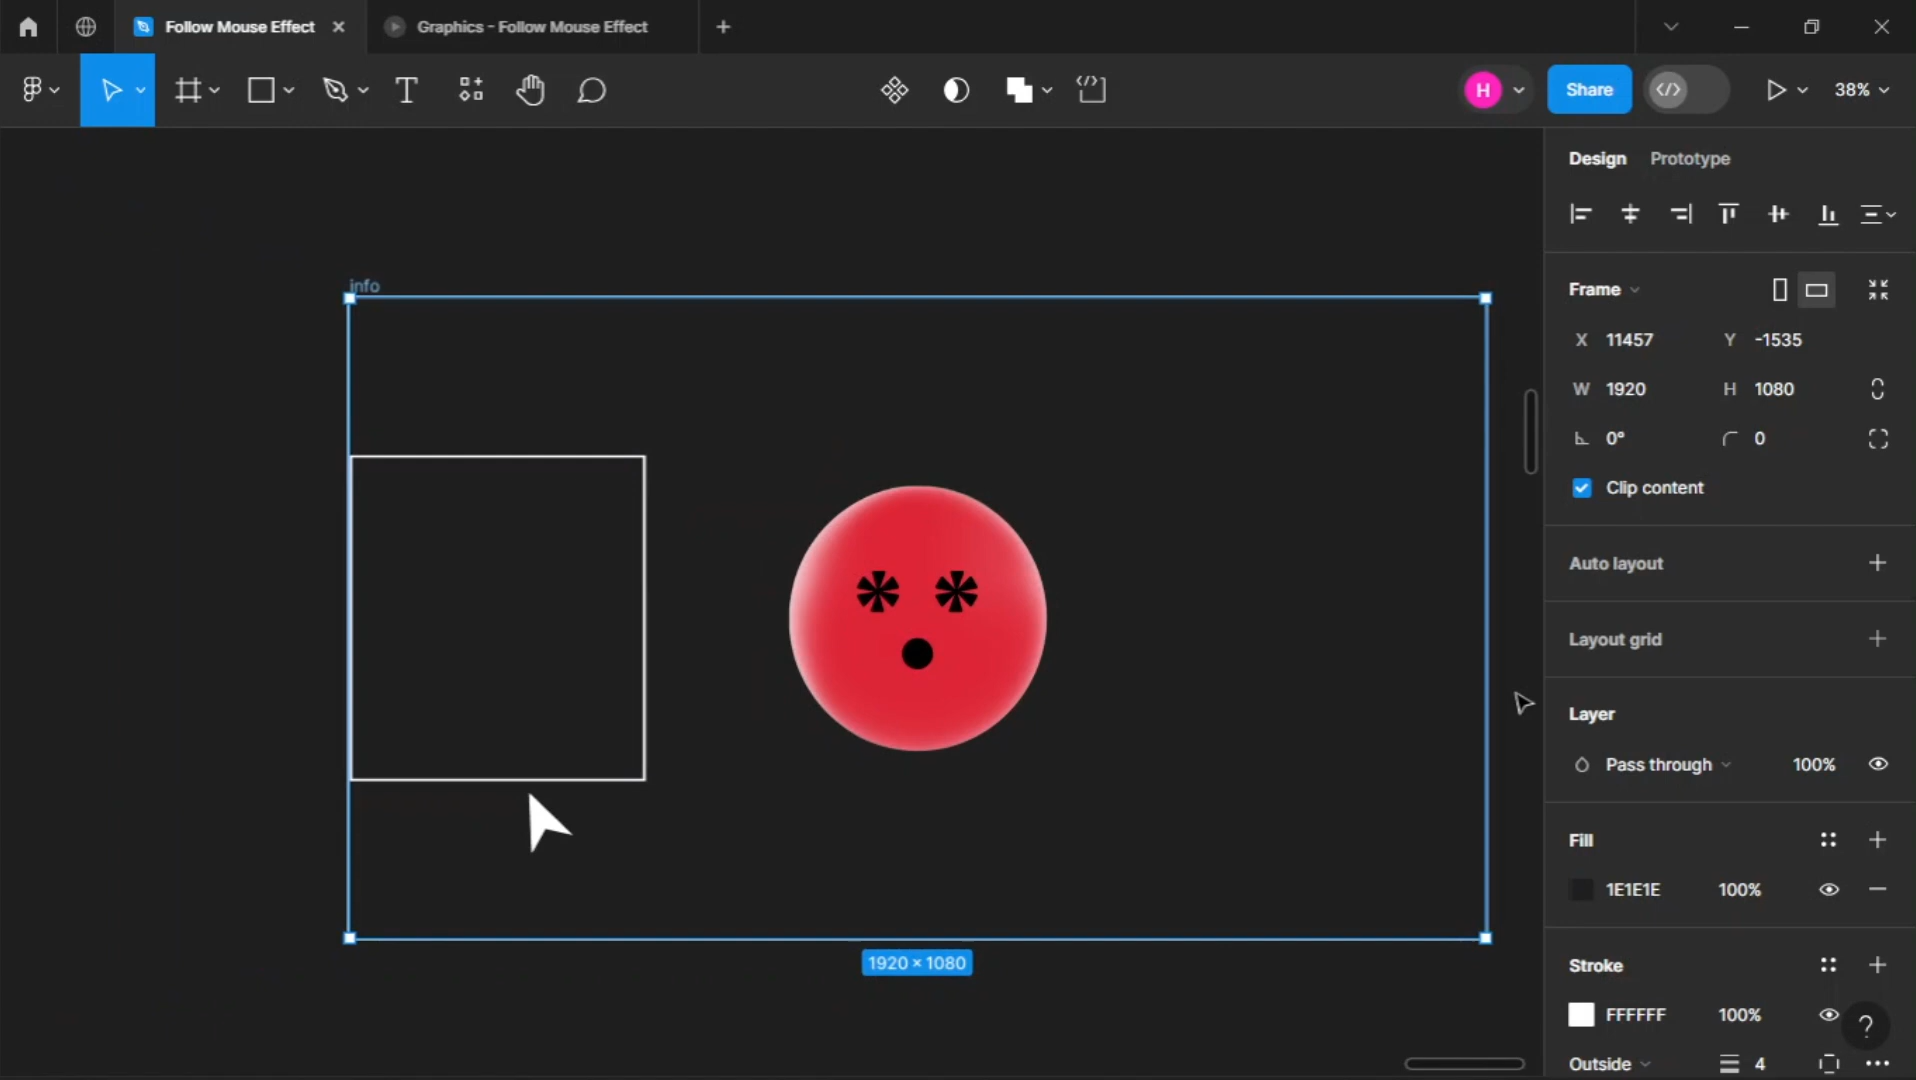 Follow Mouse Effect
Graphics - Follow Mouse Effect
T
H
Share
38%
Design
Prototype
info
Frame
X 11457
Y -1535
W 1920
H 1080
0°
0
Clip content
Auto layout
Layout grid
Layer
Pass through
100%
Fill
1E1E1E
100%
1920 × 1080
Stroke
FFFFFF
100%
?
Outside
4